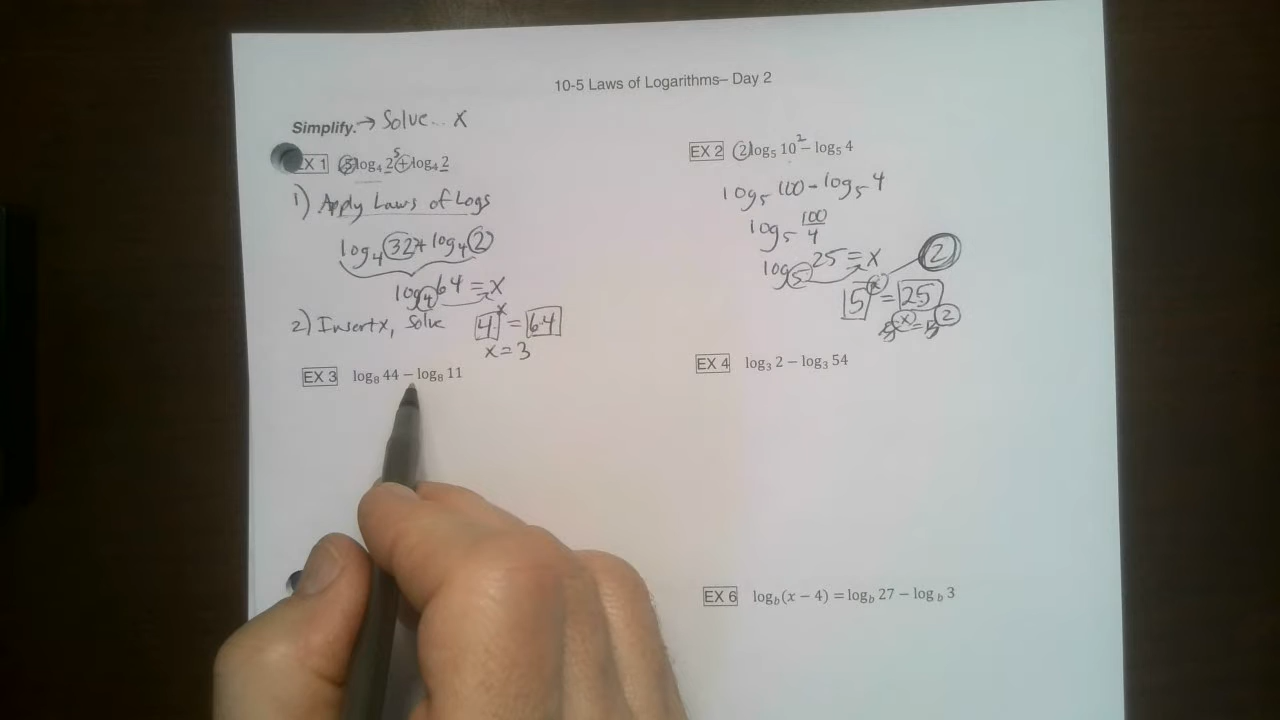 10-5 Laws of Logarithms– Day 2
Simplify. → Solve... x
EX 1 5log₄ 2⁵ + log₄ 2
1) Apply Laws of Logs
log₄ 32 + log₄ 2
log₄ 64 = x
2) Insert x, Solve 4ˣ = 64
x = 3
EX 2 2log₅ 10² − log₅ 4
log₅ 100 − log₅ 4
log₅ 100/4
log₅ 25 = x 2
5ˣ = 25
5ˣ = 5²
EX 3 log₈ 44 − log₈ 11
EX 4 log₃ 2 − log₃ 54
EX 6 log_b (x − 4) = log_b 27 − log_b 3